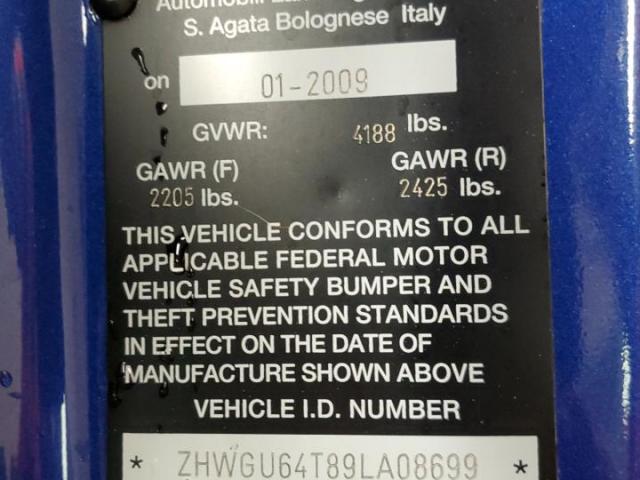 S. Agata Bolognese Italy
on 01-2009
GVWR: 4188 lbs.
GAWR (F) GAWR (R)
2205 lbs. 2425 lbs.
THIS VEHICLE CONFORMS TO ALL
APPLICABLE FEDERAL MOTOR
VEHICLE SAFETY BUMPER AND
THEFT PREVENTION STANDARDS
IN EFFECT ON THE DATE OF
MANUFACTURE SHOWN ABOVE
VEHICLE I.D. NUMBER
* ZHWGU64T89LA08699 *